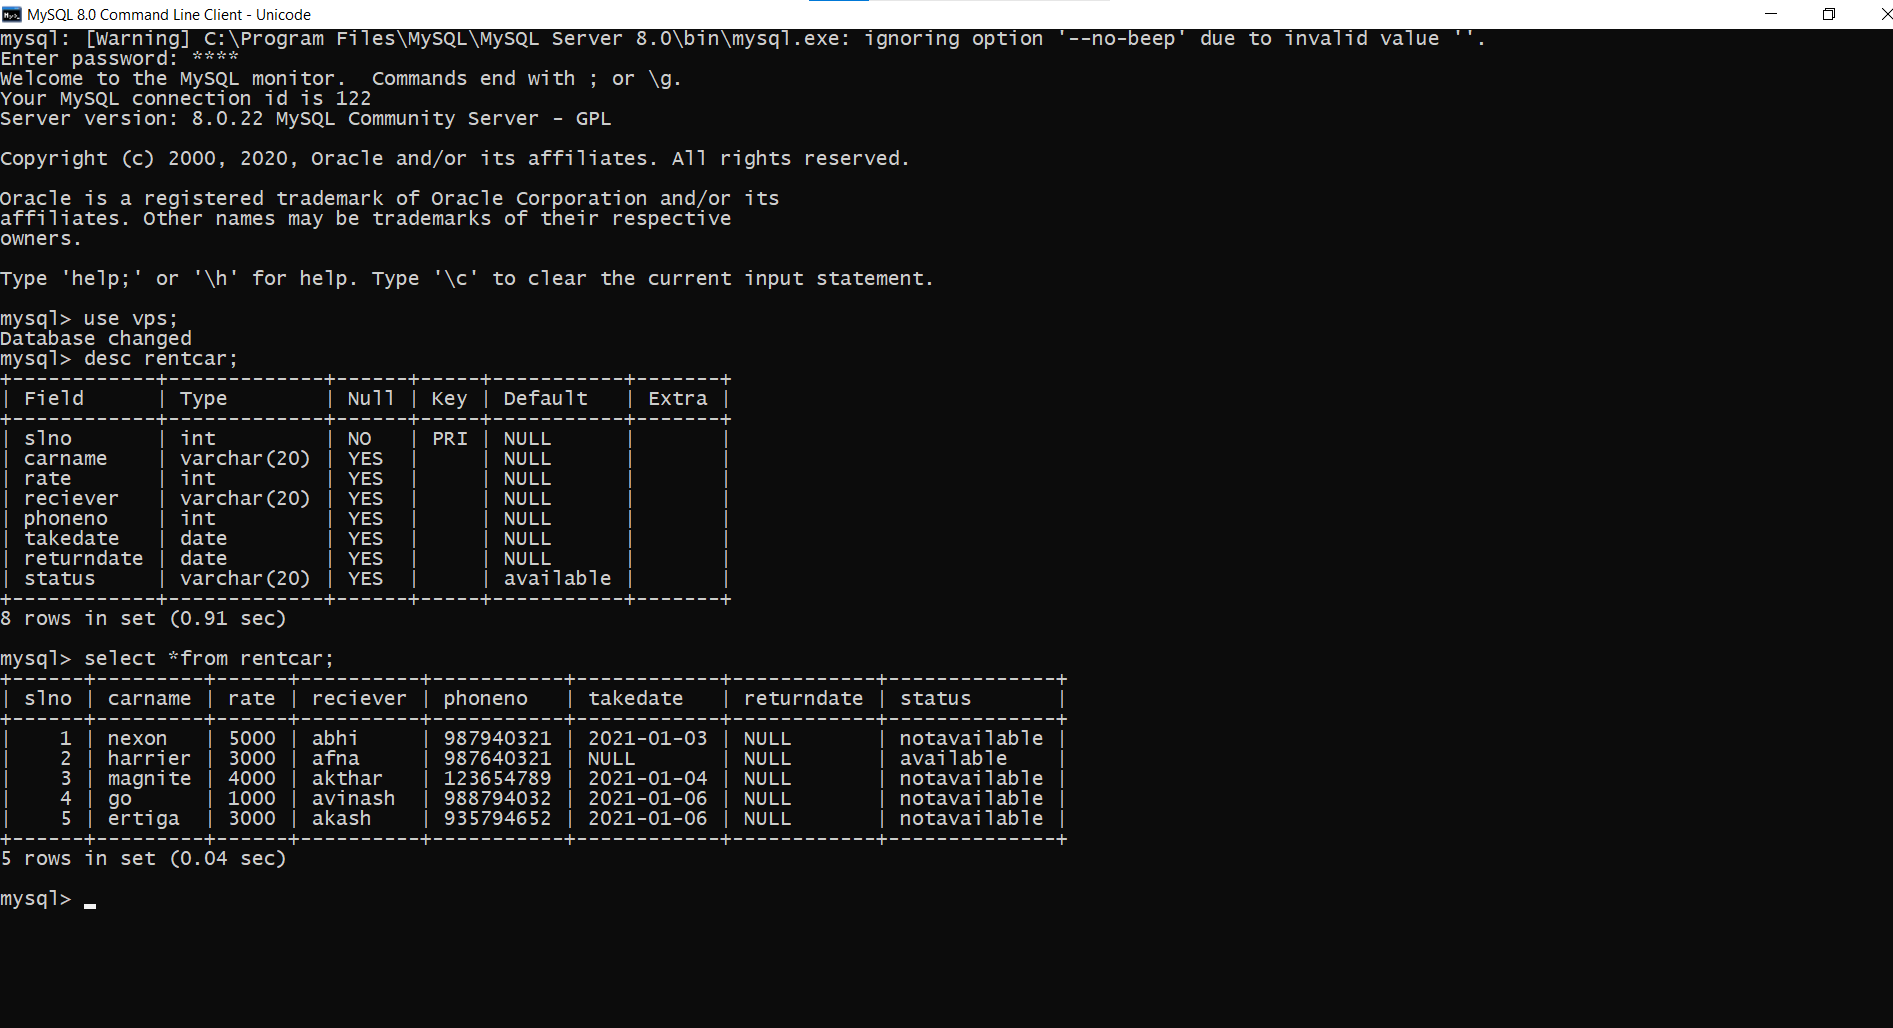 MySQL 8.0 Command Line Client - Unicode
mysql: [Warning] C:\Program Files\MySQL\MySQL Server 8.0\bin\mysql.exe: ignoring option '--no-beep' due to invalid value ''.
Enter password: ****
Welcome to the MySQL monitor.  Commands end with ; or \g.
Your MySQL connection id is 122
Server version: 8.0.22 MySQL Community Server - GPL
Copyright (c) 2000, 2020, Oracle and/or its affiliates. All rights reserved.
Oracle is a registered trademark of Oracle Corporation and/or its
affiliates. Other names may be trademarks of their respective
owners.
Type 'help;' or '\h' for help. Type '\c' to clear the current input statement.
mysql> use vps;
Database changed
mysql> desc rentcar;
+------------+-------------+------+-----+-----------+-------+
| Field      | Type        | Null | Key | Default   | Extra |
+------------+-------------+------+-----+-----------+-------+
| slno       | int         | NO   | PRI | NULL      |       |
| carname    | varchar(20) | YES  |     | NULL      |       |
| rate       | int         | YES  |     | NULL      |       |
| reciever   | varchar(20) | YES  |     | NULL      |       |
| phoneno    | int         | YES  |     | NULL      |       |
| takedate   | date        | YES  |     | NULL      |       |
| returndate | date        | YES  |     | NULL      |       |
| status     | varchar(20) | YES  |     | available |       |
+------------+-------------+------+-----+-----------+-------+
8 rows in set (0.91 sec)
mysql> select *from rentcar;
+------+---------+------+----------+-----------+------------+------------+--------------+
| slno | carname | rate | reciever | phoneno   | takedate   | returndate | status       |
+------+---------+------+----------+-----------+------------+------------+--------------+
|    1 | nexon   | 5000 | abhi     | 987940321 | 2021-01-03 | NULL       | notavailable |
|    2 | harrier | 3000 | afna     | 987640321 | NULL       | NULL       | available    |
|    3 | magnite | 4000 | akthar   | 123654789 | 2021-01-04 | NULL       | notavailable |
|    4 | go      | 1000 | avinash  | 988794032 | 2021-01-06 | NULL       | notavailable |
|    5 | ertiga  | 3000 | akash    | 935794652 | 2021-01-06 | NULL       | notavailable |
+------+---------+------+----------+-----------+------------+------------+--------------+
5 rows in set (0.04 sec)
mysql> _